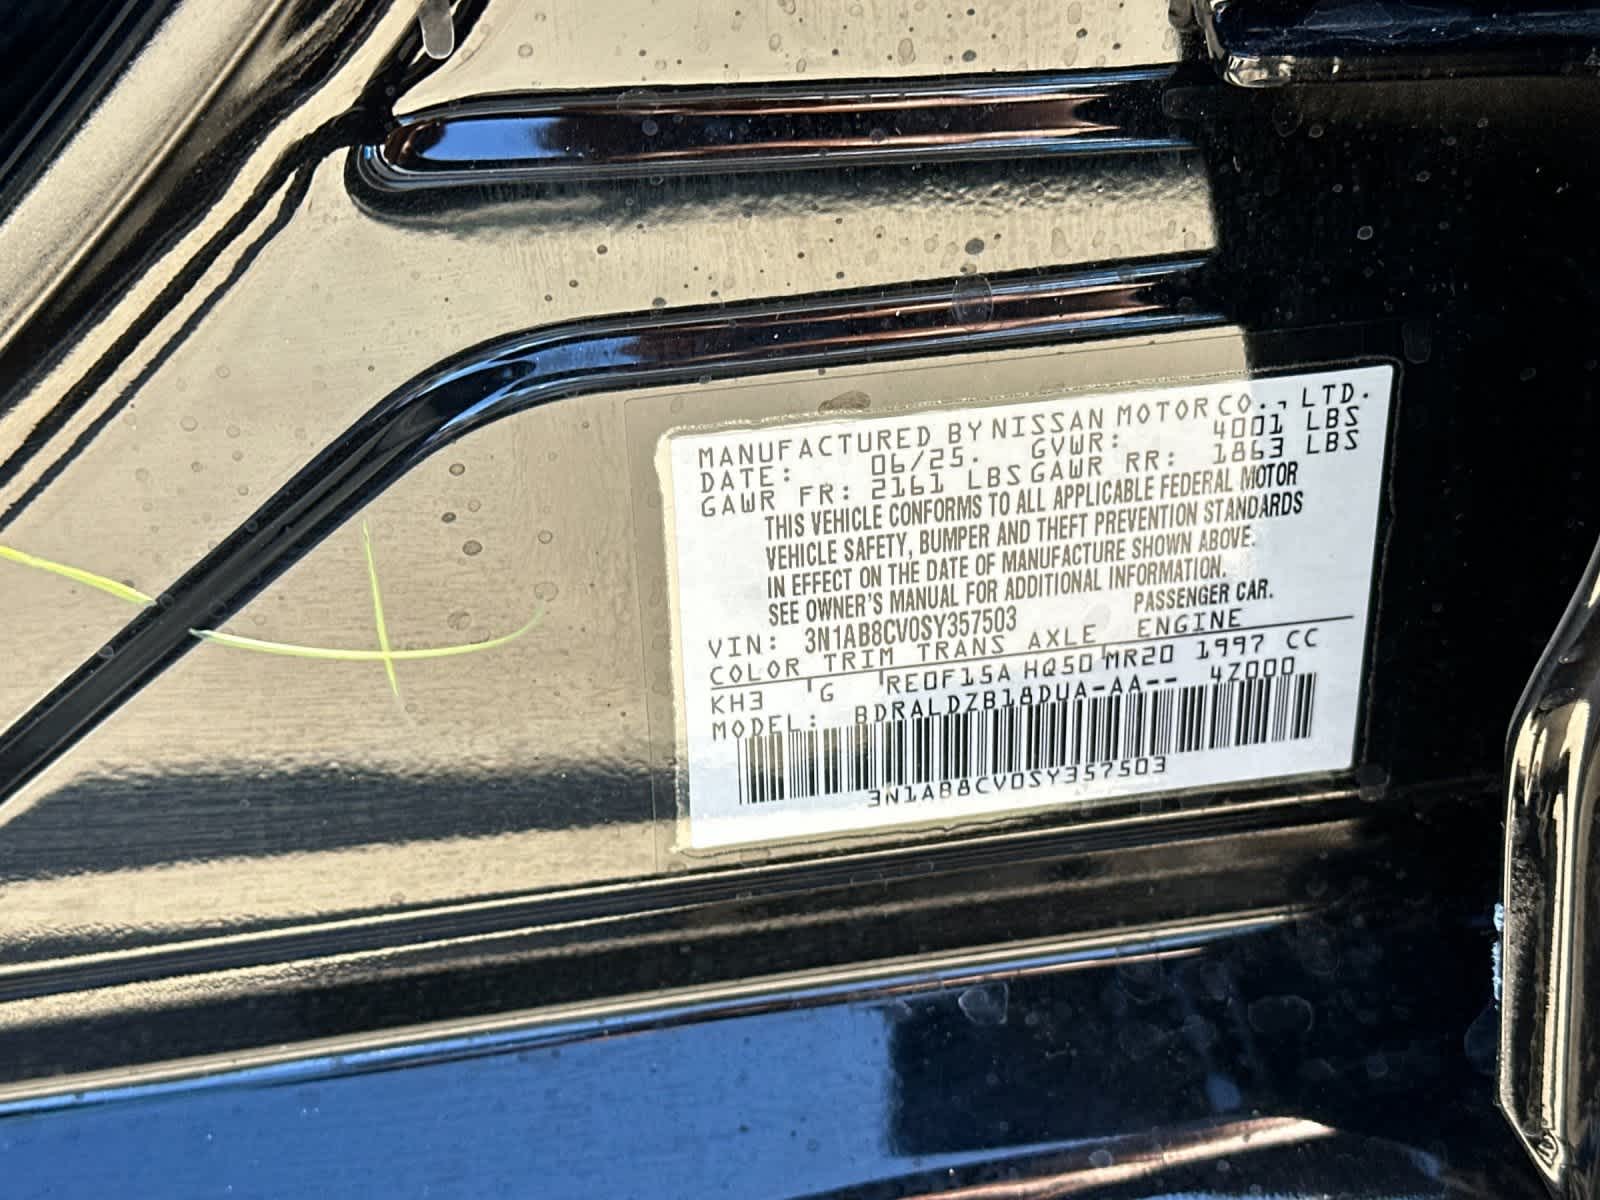 MANUFACTURED BY NISSAN MOTOR CO., LTD.
DATE: 06/25. GVWR: 4001 LBS
GAWR FR: 2161 LBS GAWR RR: 1863 LBS
THIS VEHICLE CONFORMS TO ALL APPLICABLE FEDERAL MOTOR
VEHICLE SAFETY, BUMPER AND THEFT PREVENTION STANDARDS
IN EFFECT ON THE DATE OF MANUFACTURE SHOWN ABOVE.
SEE OWNER'S MANUAL FOR ADDITIONAL INFORMATION.
VIN: 3N1AB8CV0SY357503 PASSENGER CAR.
COLOR TRIM TRANS AXLE ENGINE
KH3 G RE0F15A HQ50 MR20 1997 CC
MODEL: BDRALDZB18DUA-AA-- 4Z000
3N1AB8CV0SY357503